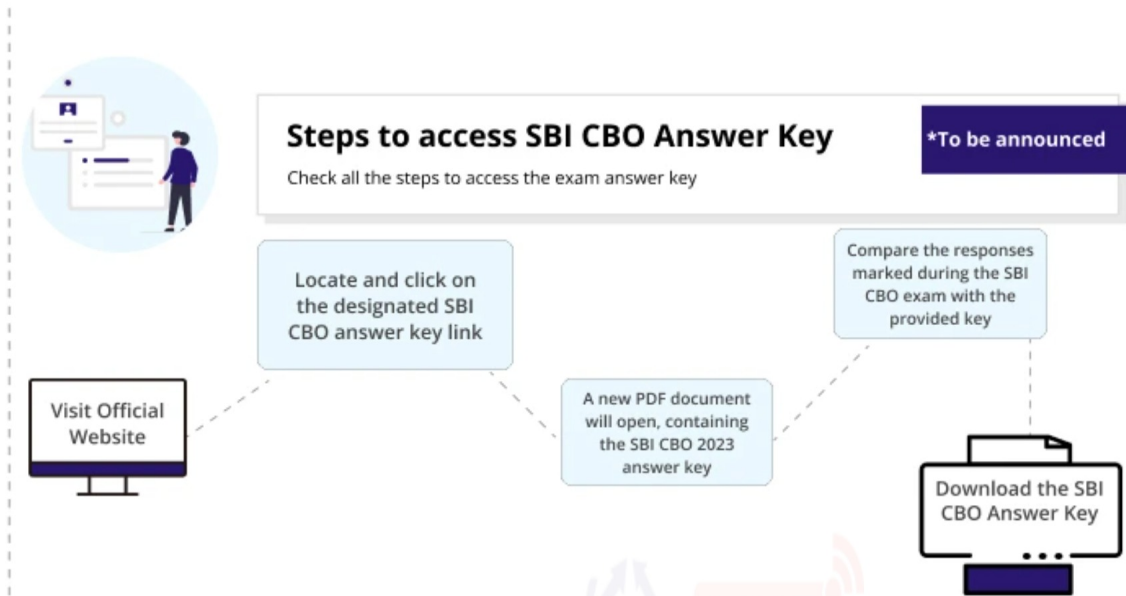 Steps to access SBI CBO Answer Key
*To be announced
Check all the steps to access the exam answer key
Visit Official
Website
Locate and click on
the designated SBI
CBO answer key link
A new PDF document
will open, containing
the SBI CBO 2023
answer key
Compare the responses
marked during the SBI
CBO exam with the
provided key
Download the SBI
CBO Answer Key